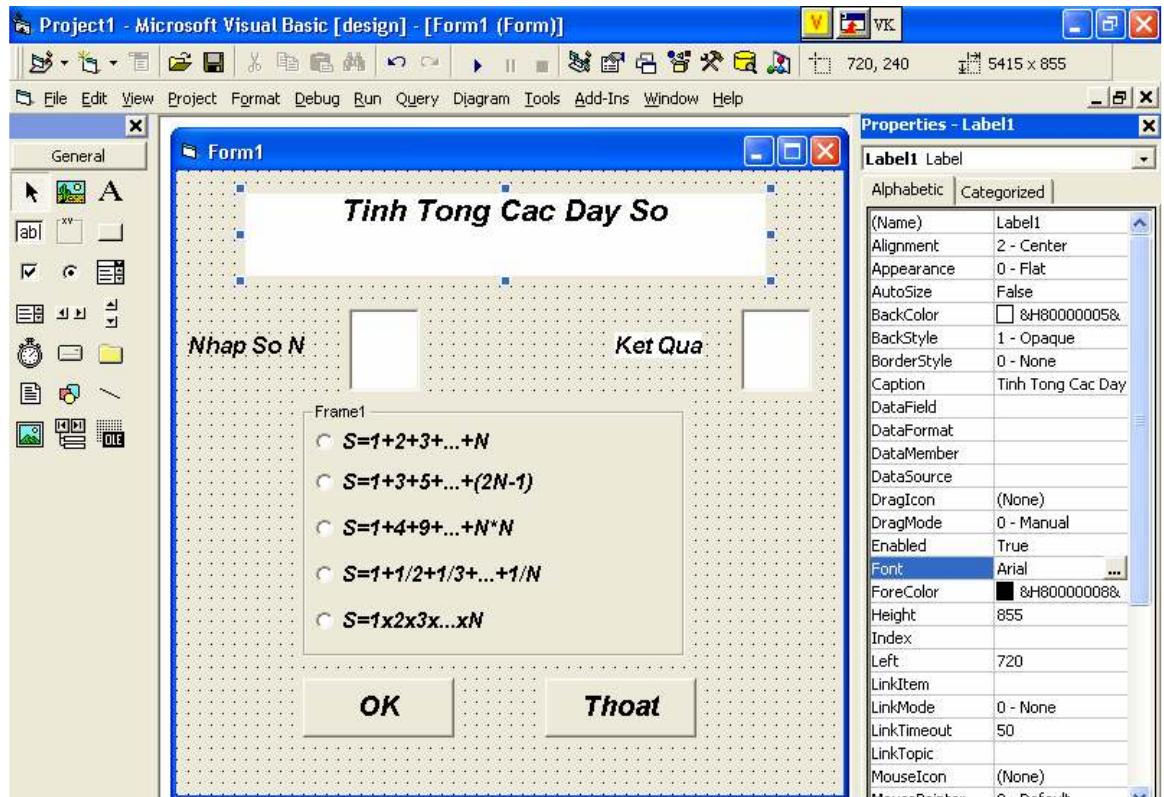 Project1 - Microsoft Visual Basic [design] - [Form1 (Form)]
V VK
720, 240 5415 x 855
File Edit View Project Format Debug Run Query Diagram Tools Add-Ins Window Help
General
A
ab|
XY
OLE
Form1
Tinh Tong Cac Day So
Nhap So N
Ket Qua
Frame1
S=1+2+3+...+N
S=1+3+5+...+(2N-1)
S=1+4+9+...+N*N
S=1+1/2+1/3+...+1/N
S=1x2x3x...xN
OK
Thoat
Properties - Label1
Label1 Label
Alphabetic Categorized
(Name) Label1
Alignment 2 - Center
Appearance 0 - Flat
AutoSize False
BackColor &H80000005&
BackStyle 1 - Opaque
BorderStyle 0 - None
Caption Tinh Tong Cac Day
DataField
DataFormat
DataMember
DataSource
DragIcon (None)
DragMode 0 - Manual
Enabled True
Font Arial ...
ForeColor &H80000008&
Height 855
Index
Left 720
LinkItem
LinkMode 0 - None
LinkTimeout 50
LinkTopic
MouseIcon (None)